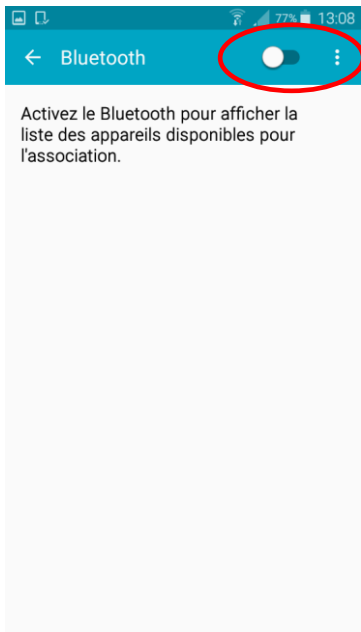 77% 13:08
Bluetooth
Activez le Bluetooth pour afficher la
liste des appareils disponibles pour
l'association.